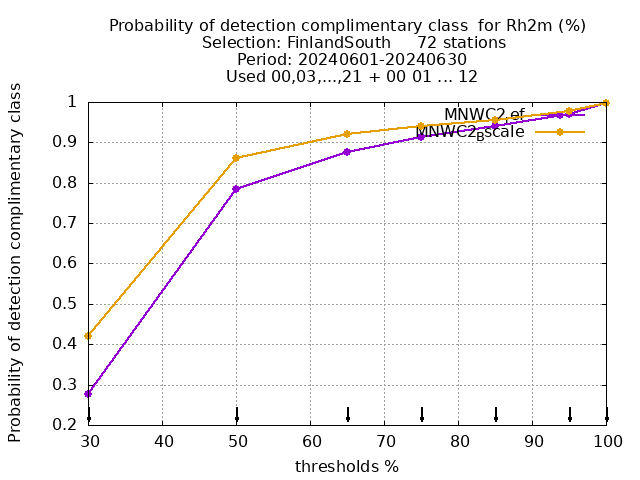 Probability of detection complimentary class  for Rh2m (%)
Selection: FinlandSouth     72 stations
Period: 20240601-20240630
Used 00,03,...,21 + 00 01 ... 12
Probability of detection complimentary class
1
0.9
0.8
0.7
0.6
0.5
0.4
0.3
0.2
MNWC2
MNWC2Bscale
30 40 50 60 70 80 90 100
thresholds %